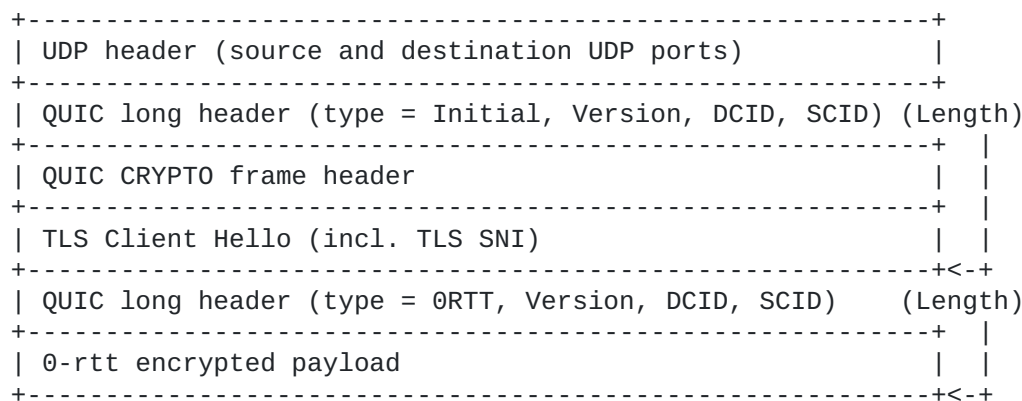 +----------------------------------------------------------+
| UDP header (source and destination UDP ports)            |
+----------------------------------------------------------+
| QUIC long header (type = Initial, Version, DCID, SCID) (Length)
+----------------------------------------------------------+  |
| QUIC CRYPTO frame header                                 |  |
+----------------------------------------------------------+  |
| TLS Client Hello (incl. TLS SNI)                         |  |
+----------------------------------------------------------+<-+
| QUIC long header (type = 0RTT, Version, DCID, SCID)    (Length)
+----------------------------------------------------------+  |
| 0-rtt encrypted payload                                  |  |
+----------------------------------------------------------+<-+